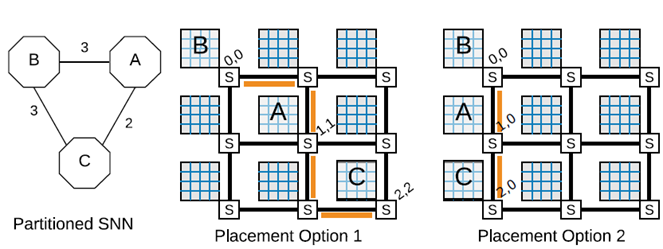 3
B
A
3
2
C
Partitioned SNN
B
0,0
S
S
S
A
1,1
S
S
S
C
2,2
S
S
S
Placement Option 1
B
0,0
S
S
S
A
1,0
S
S
S
C
2,0
S
S
S
Placement Option 2